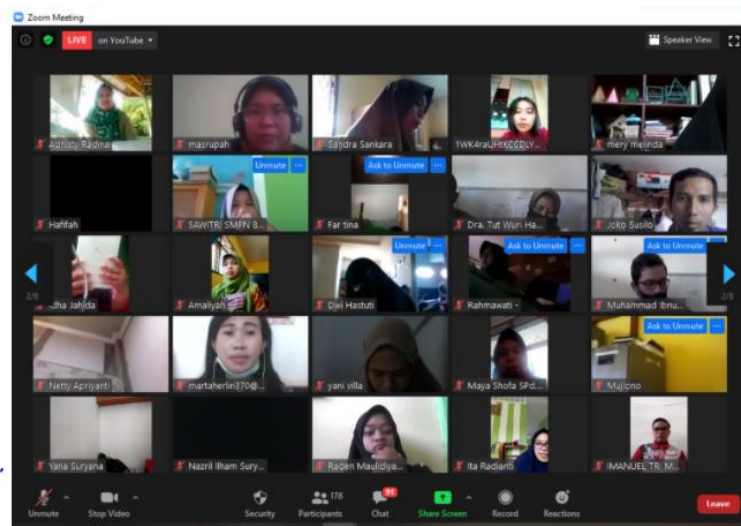 Zoom Meeting
LIVE on YouTube
Speaker View
Adhisty Radina
masrupah
Sandra Sankara
1WK4raUHtKCCDLY...
mery melinda
Unmute ...
Ask to Unmute ...
Hafifah
SAWITRI SMPN B...
Far tina
Dra. Tut Wuri Ha...
Joko Susilo
Unmute ...
Ask to Unmute ...
Ask to Unmute ...
2/8
2/8
Adha Jahida
Amaliyah
Dwi Hastuti
Rahmawati -
Muhammad Ibnu...
Ask to Unmute ...
Netty Apriyanti
martaherlin370@...
yani villa
Maya Shofa SPd...
Mujiono
Yana Suryana
Nazril Ilham Sury...
Raden Maulidiya...
Ita Radianti
IMANUEL TR. M...
178
91
Unmute
Stop Video
Security
Participants
Chat
Share Screen
Record
Reactions
Leave